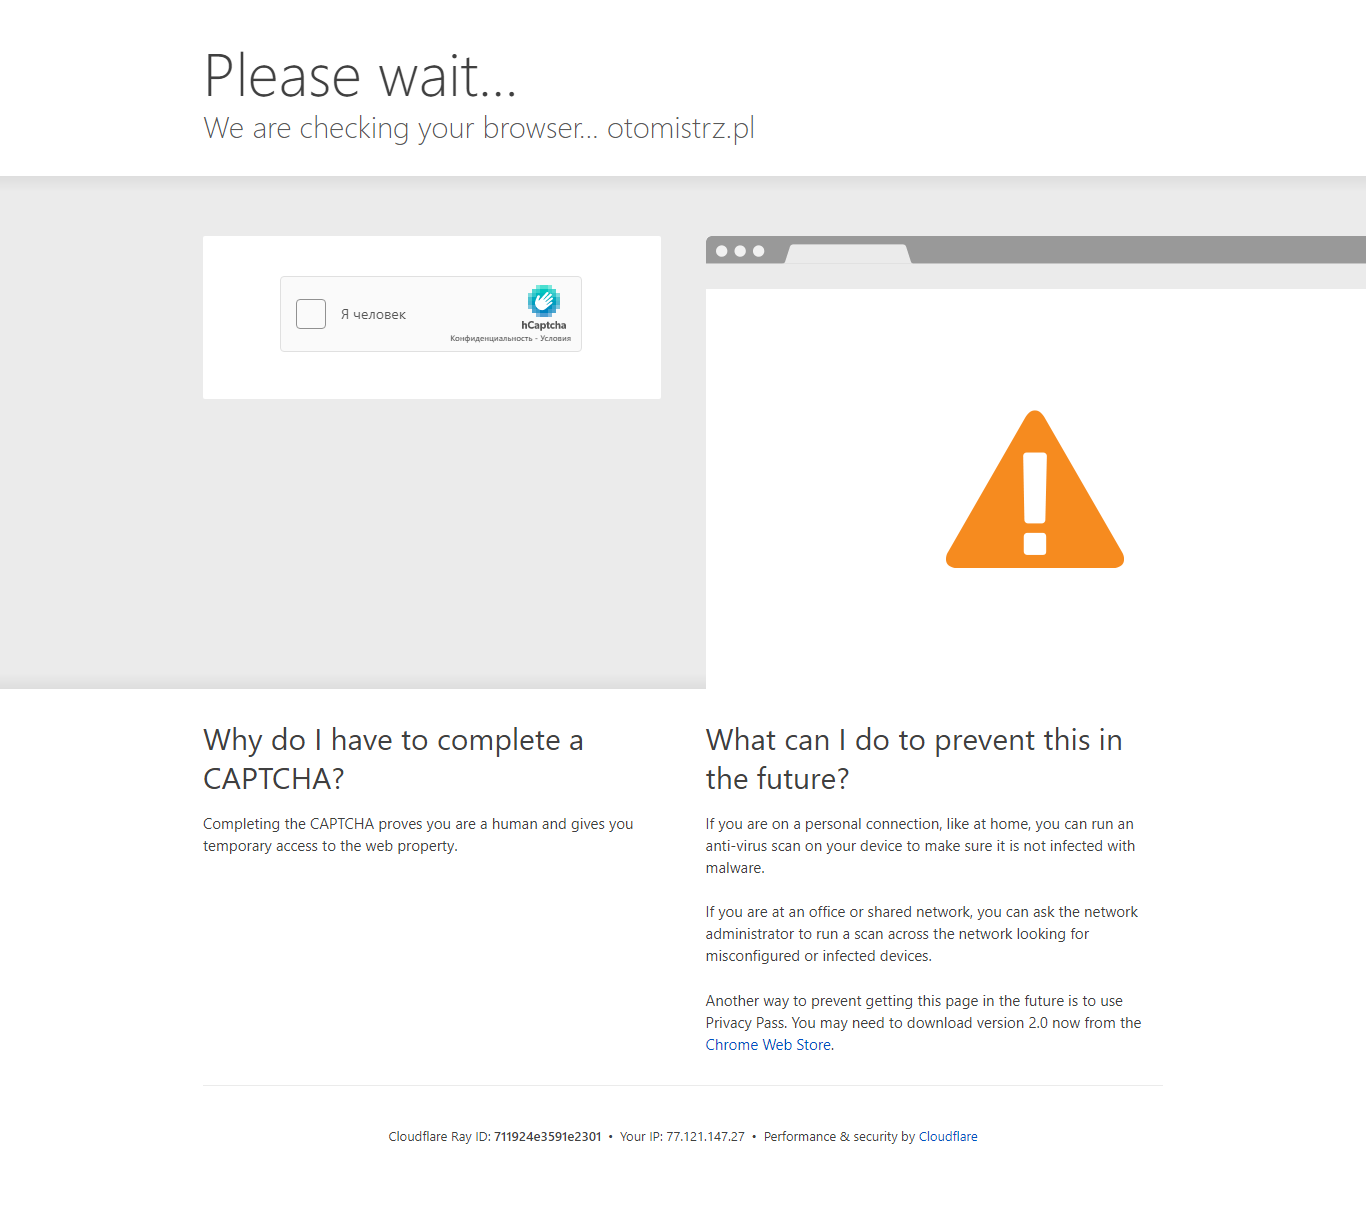 Please wait...
We are checking your browser... otomistrz.pl
Я человек
hCaptcha
Конфиденциальность - Условия
Why do I have to complete a
CAPTCHA?
Completing the CAPTCHA proves you are a human and gives you
temporary access to the web property.
What can I do to prevent this in
the future?
If you are on a personal connection, like at home, you can run an
anti-virus scan on your device to make sure it is not infected with
malware.
If you are at an office or shared network, you can ask the network
administrator to run a scan across the network looking for
misconfigured or infected devices.
Another way to prevent getting this page in the future is to use
Privacy Pass. You may need to download version 2.0 now from the
Chrome Web Store.
Cloudflare Ray ID: 711924e3591e2301 • Your IP: 77.121.147.27 • Performance & security by Cloudflare